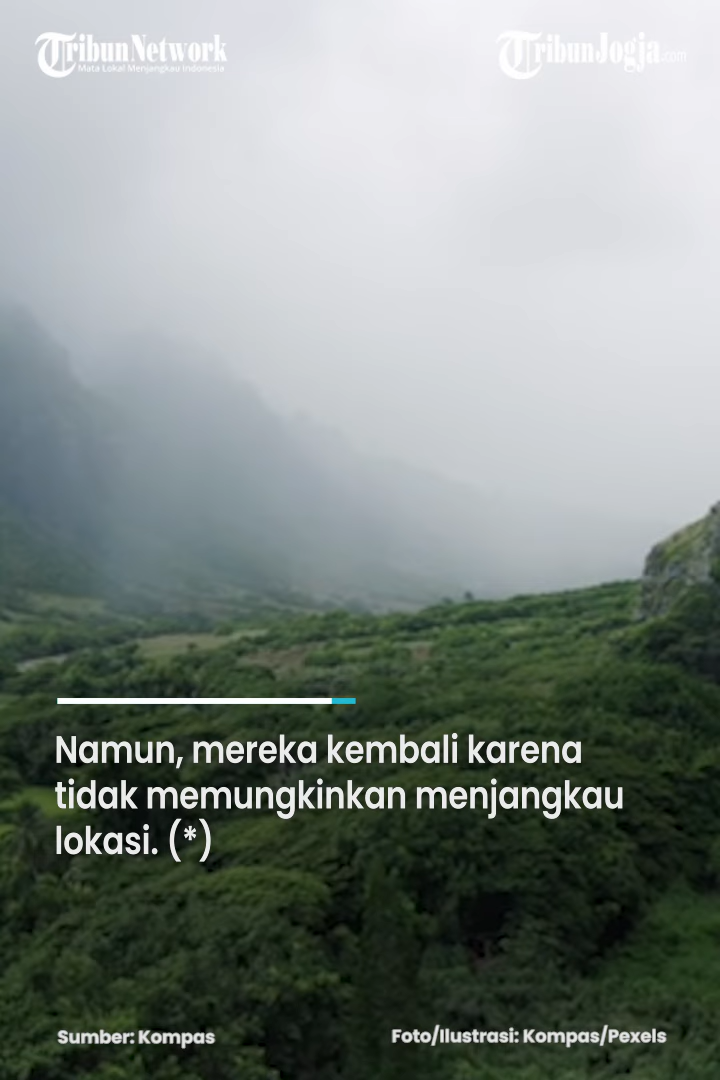 TribunNetwork
Mata Lokal Menjangkau Indonesia
TribunJogja.com
Namun, mereka kembali karena
tidak memungkinkan menjangkau
lokasi. (*)
Sumber: Kompas
Foto/Ilustrasi: Kompas/Pexels